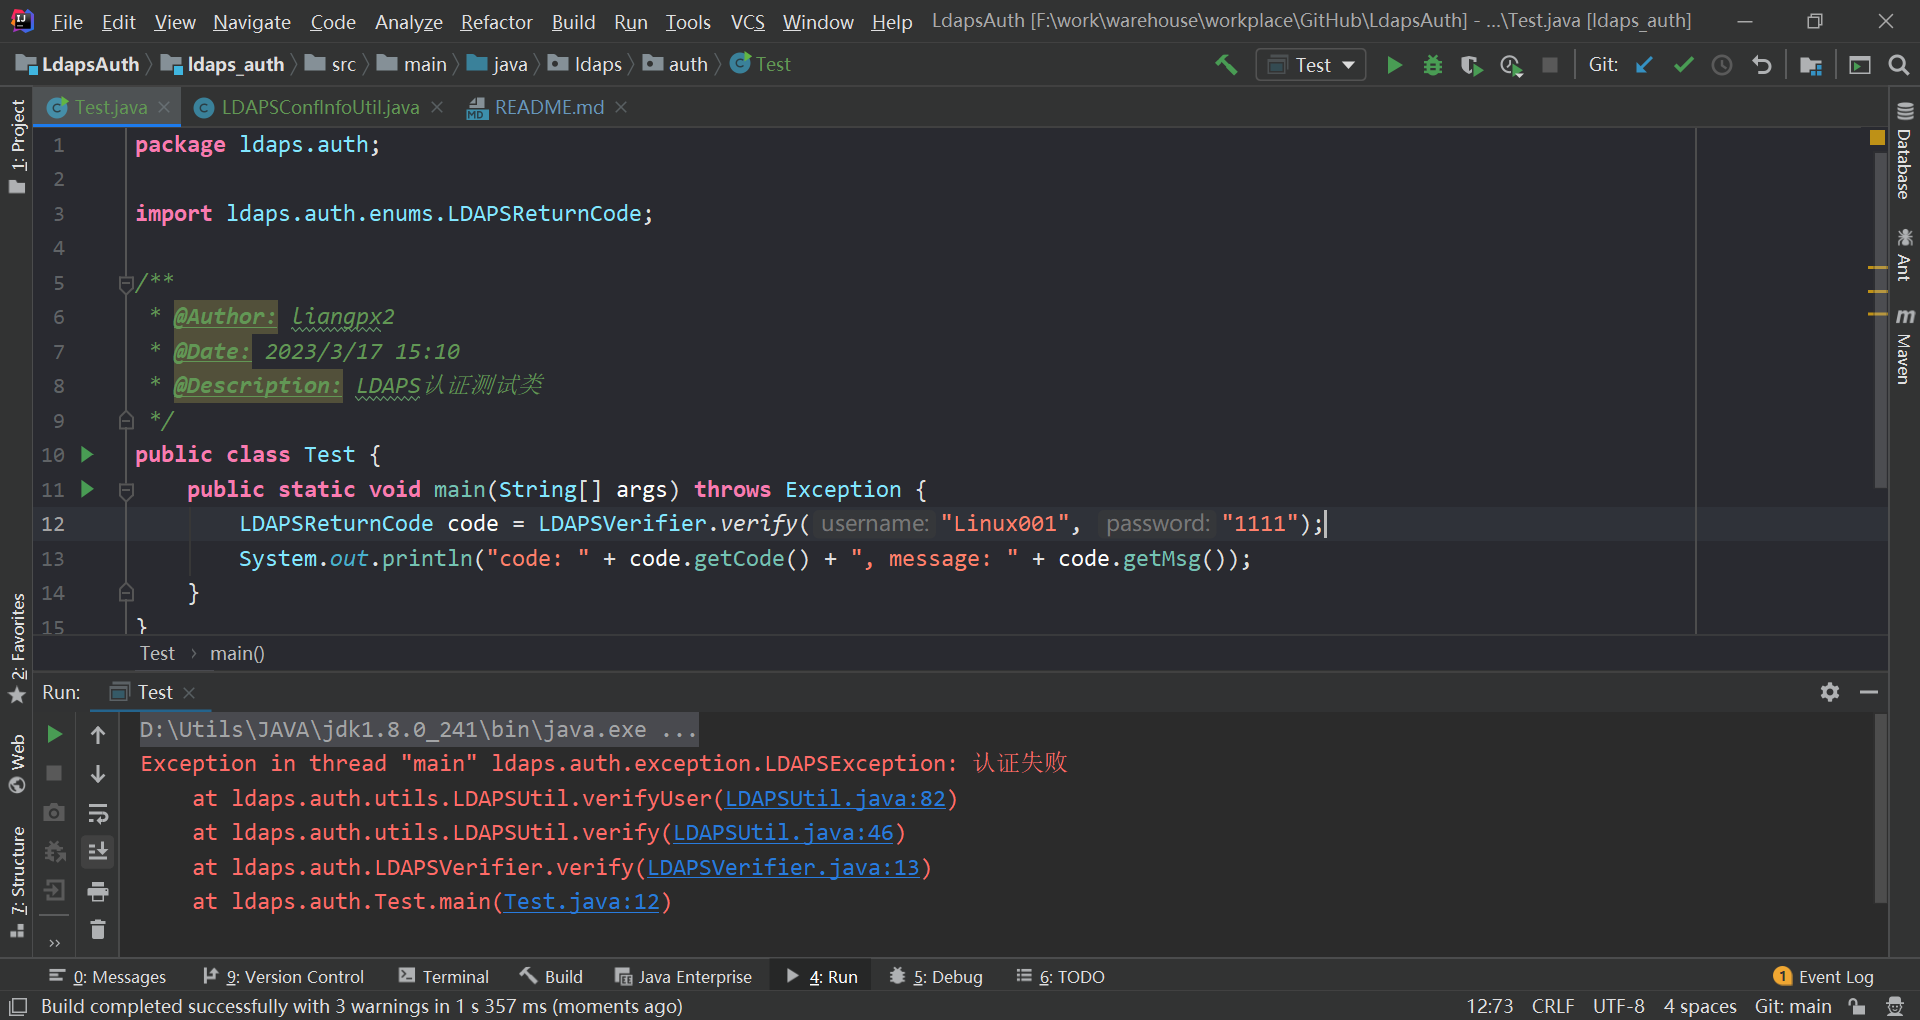 File Edit View Navigate Code Analyze Refactor Build Run Tools VCS Window Help LdapsAuth [F:\work\warehouse\workplace\GitHub\LdapsAuth] - ...\Test.java [ldaps_auth]
LdapsAuth ldaps_auth src main java ldaps auth Test Test Git:
Test.java LDAPSConfInfoUtil.java README.md
1: Project
2: Favorites
Web
7: Structure
Database
Ant
Maven
1 package ldaps.auth;
2
3 import ldaps.auth.enums.LDAPSReturnCode;
4
5 /**
6 * @Author: liangpx2
7 * @Date: 2023/3/17 15:10
8 * @Description: LDAPS认证测试类
9 */
10 public class Test {
11 public static void main(String[] args) throws Exception {
12 LDAPSReturnCode code = LDAPSVerifier.verify( username: "Linux001", password: "1111");
13 System.out.println("code: " + code.getCode() + ", message: " + code.getMsg());
14 }
15 }
Test › main()
Run: Test
D:\Utils\JAVA\jdk1.8.0_241\bin\java.exe ...
Exception in thread "main" ldaps.auth.exception.LDAPSException: 认证失败
at ldaps.auth.utils.LDAPSUtil.verifyUser(LDAPSUtil.java:82)
at ldaps.auth.utils.LDAPSUtil.verify(LDAPSUtil.java:46)
at ldaps.auth.LDAPSVerifier.verify(LDAPSVerifier.java:13)
at ldaps.auth.Test.main(Test.java:12)
0: Messages 9: Version Control Terminal Build Java Enterprise 4: Run 5: Debug 6: TODO 1 Event Log
Build completed successfully with 3 warnings in 1 s 357 ms (moments ago) 12:73 CRLF UTF-8 4 spaces Git: main